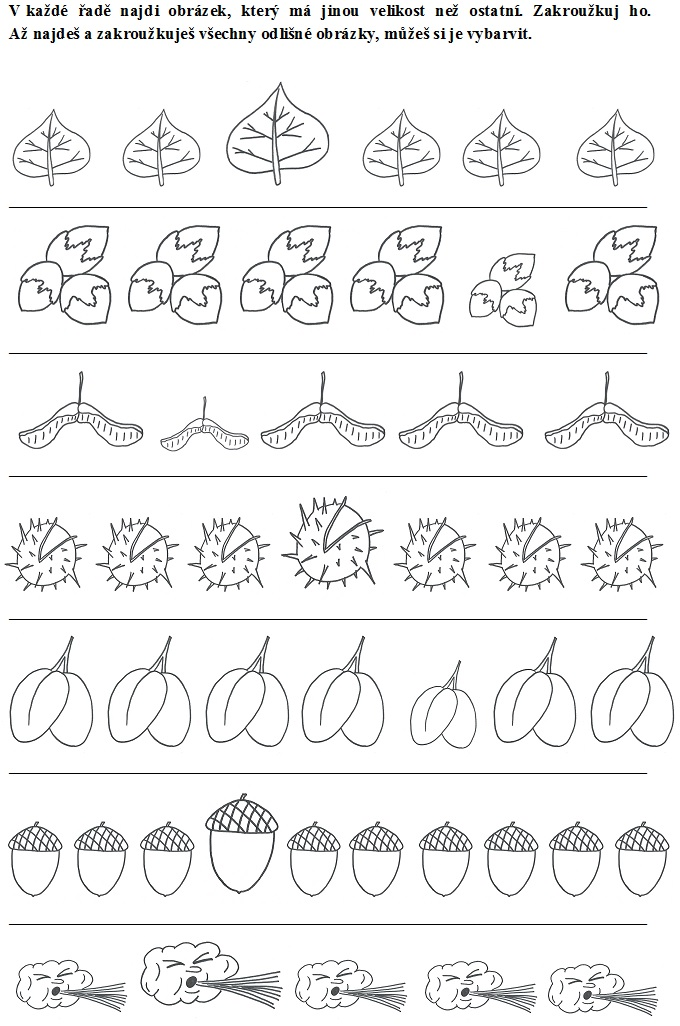 V každé řadě najdi obrázek, který má jinou velikost než ostatní. Zakroužkuj ho.
Až najdeš a zakroužkuješ všechny odlišné obrázky, můžeš si je vybarvit.